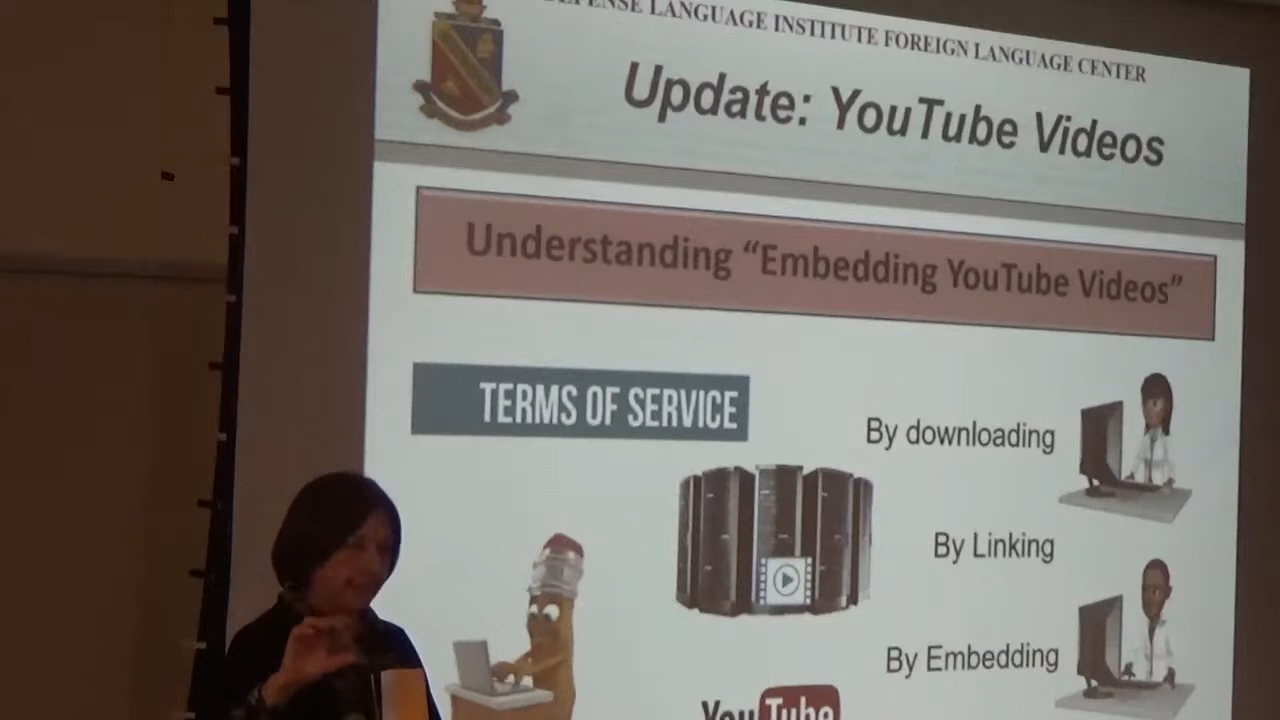 DEFENSE LANGUAGE INSTITUTE FOREIGN LANGUAGE CENTER
Update: YouTube Videos
Understanding “Embedding YouTube Videos”
TERMS OF SERVICE
By downloading
By Linking
By Embedding
YouTube